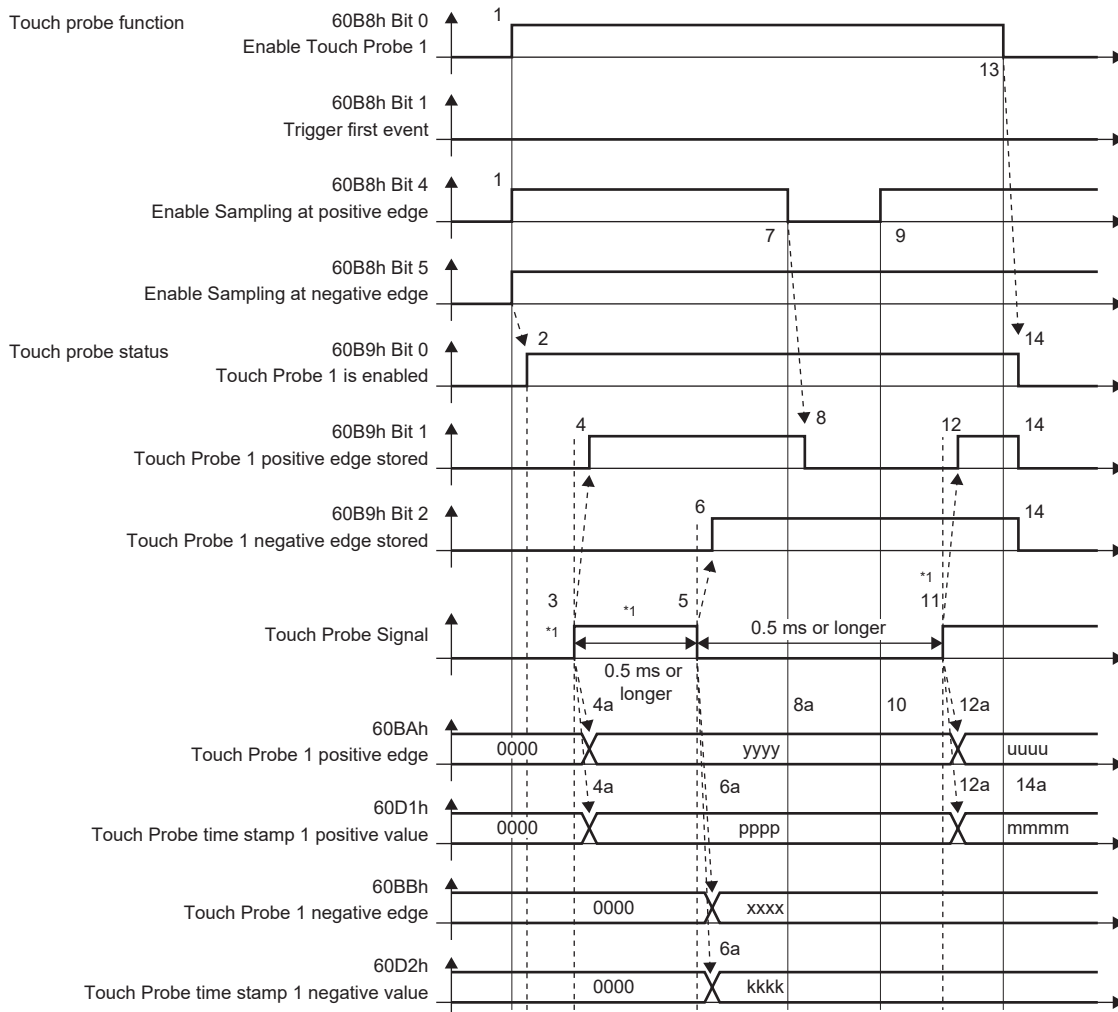 Touch probe function
60B8h Bit 0
Enable Touch Probe 1
1
13
60B8h Bit 1
Trigger first event
60B8h Bit 4
Enable Sampling at positive edge
1
7
9
60B8h Bit 5
Enable Sampling at negative edge
Touch probe status
60B9h Bit 0
Touch Probe 1 is enabled
2
14
60B9h Bit 1
Touch Probe 1 positive edge stored
4
8
12
14
60B9h Bit 2
Touch Probe 1 negative edge stored
6
14
Touch Probe Signal
3
*1
*1
5
*1
11
0.5 ms or
longer
0.5 ms or longer
60BAh
Touch Probe 1 positive edge
4a
8a
10
12a
0000
yyyy
uuuu
60D1h
Touch Probe time stamp 1 positive value
4a
6a
12a
14a
0000
pppp
mmmm
60BBh
Touch Probe 1 negative edge
0000
xxxx
60D2h
Touch Probe time stamp 1 negative value
6a
0000
kkkk